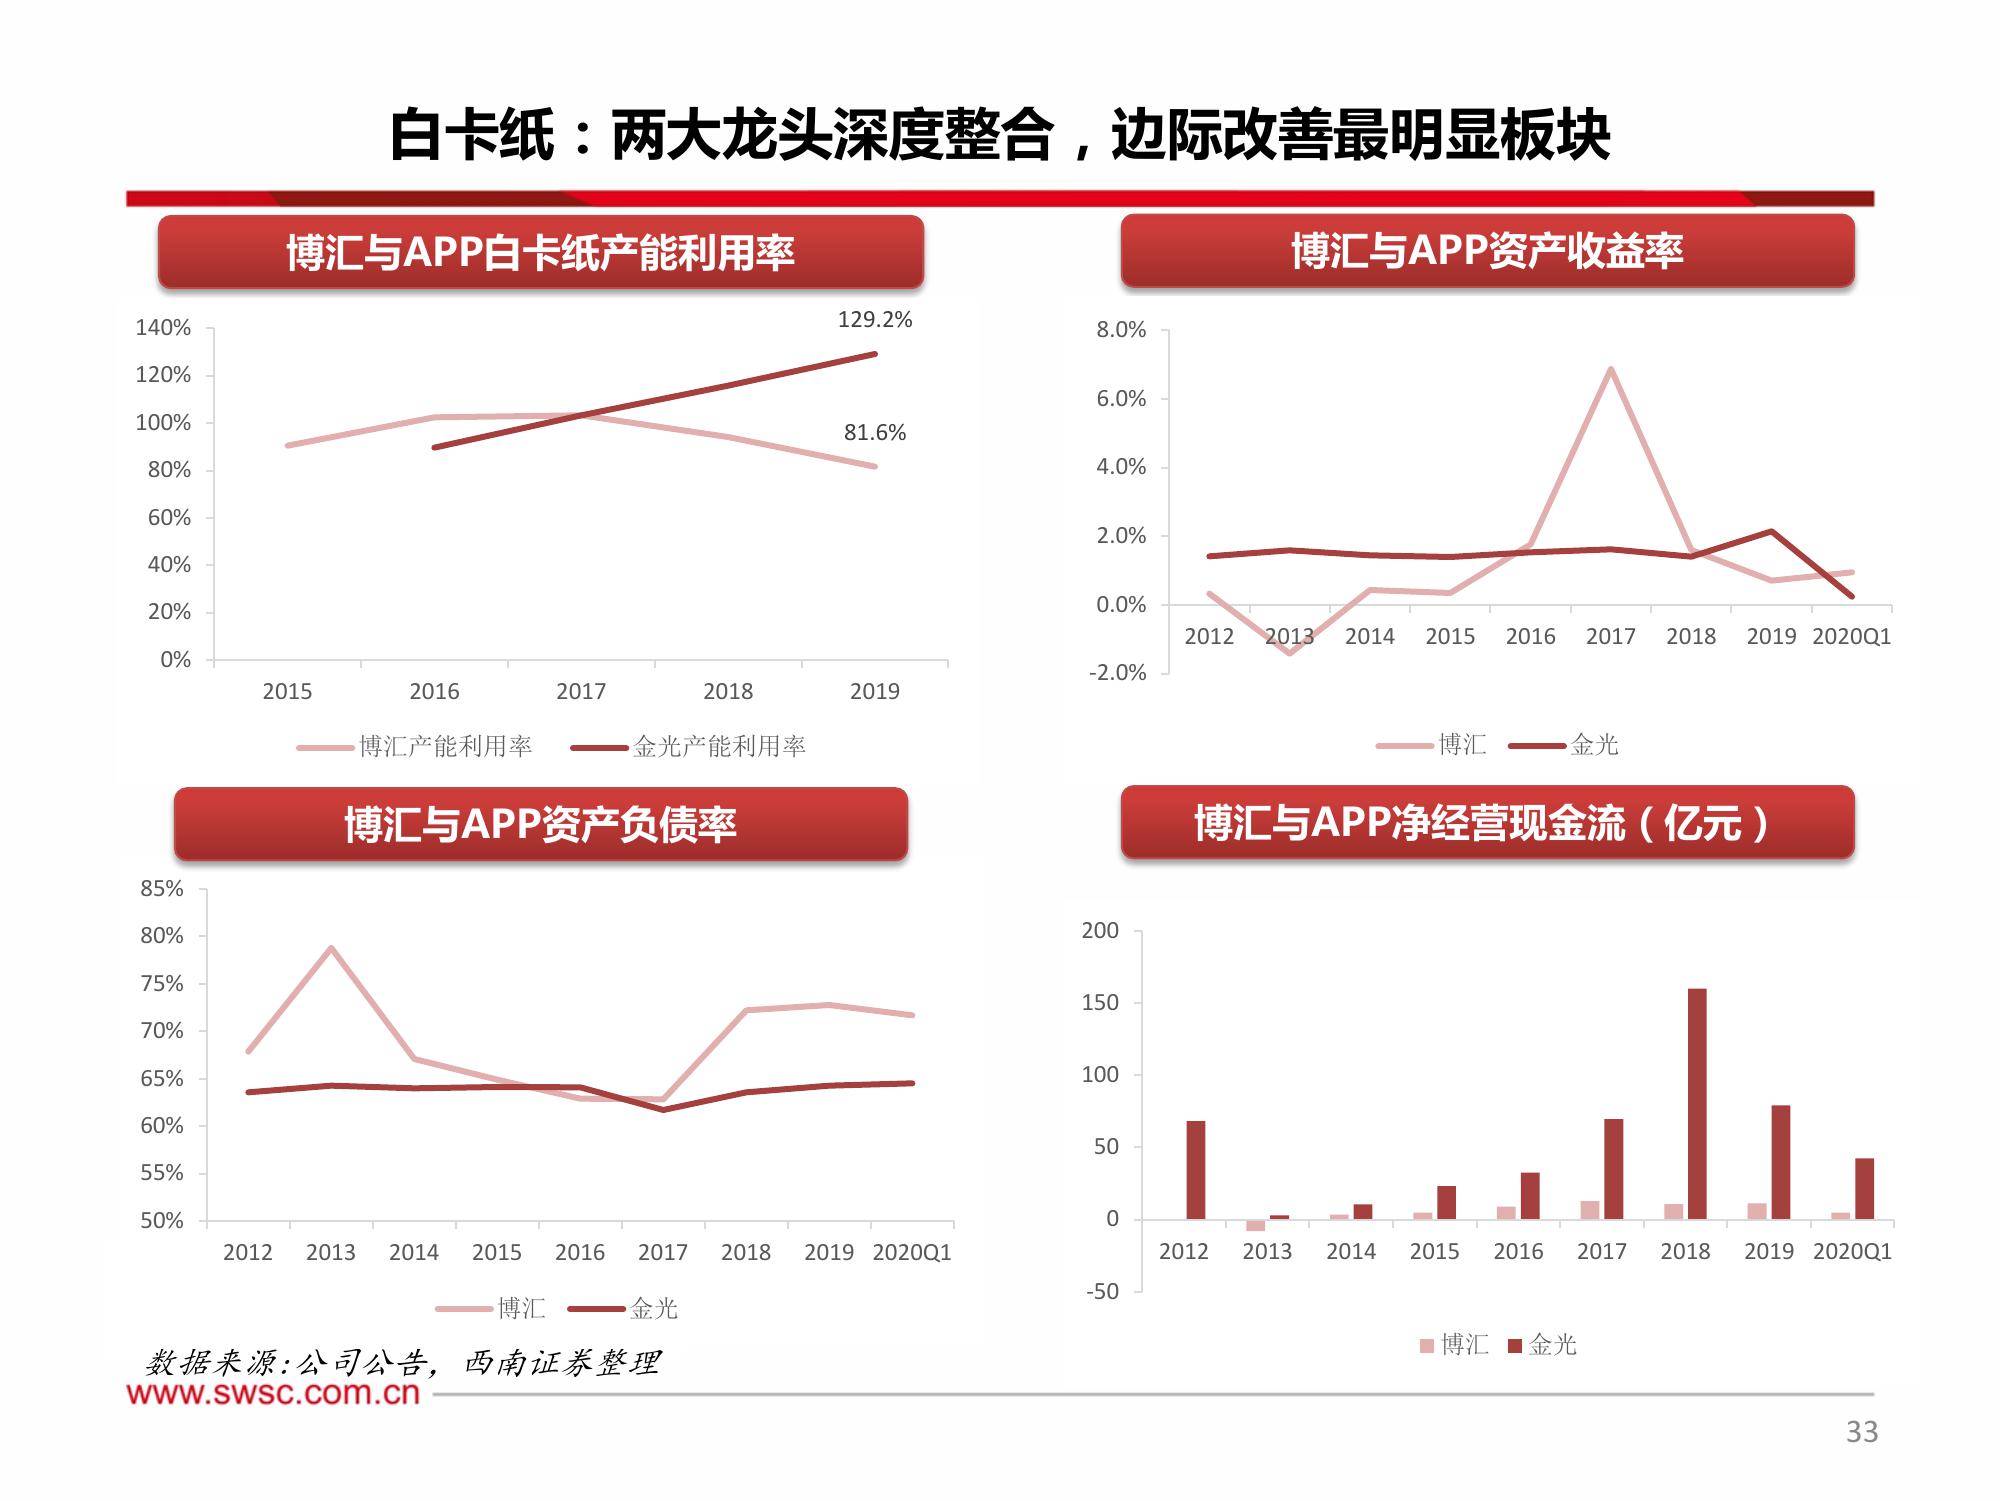 白卡纸：两大龙头深度整合，边际改善最明显板块
博汇与APP白卡纸产能利用率
140%
120%
100%
80%
60%
40%
20%
0%
129.2%
81.6%
2015 2016 2017 2018 2019
博汇产能利用率 金光产能利用率
博汇与APP资产收益率
8.0%
6.0%
4.0%
2.0%
0.0%
-2.0%
2012 2013 2014 2015 2016 2017 2018 2019 2020Q1
博汇 金光
博汇与APP资产负债率
85%
80%
75%
70%
65%
60%
55%
50%
2012 2013 2014 2015 2016 2017 2018 2019 2020Q1
博汇 金光
博汇与APP净经营现金流（亿元）
200
150
100
50
0
-50
2012 2013 2014 2015 2016 2017 2018 2019 2020Q1
博汇 金光
数据来源:公司公告，西南证券整理
www.swsc.com.cn
33